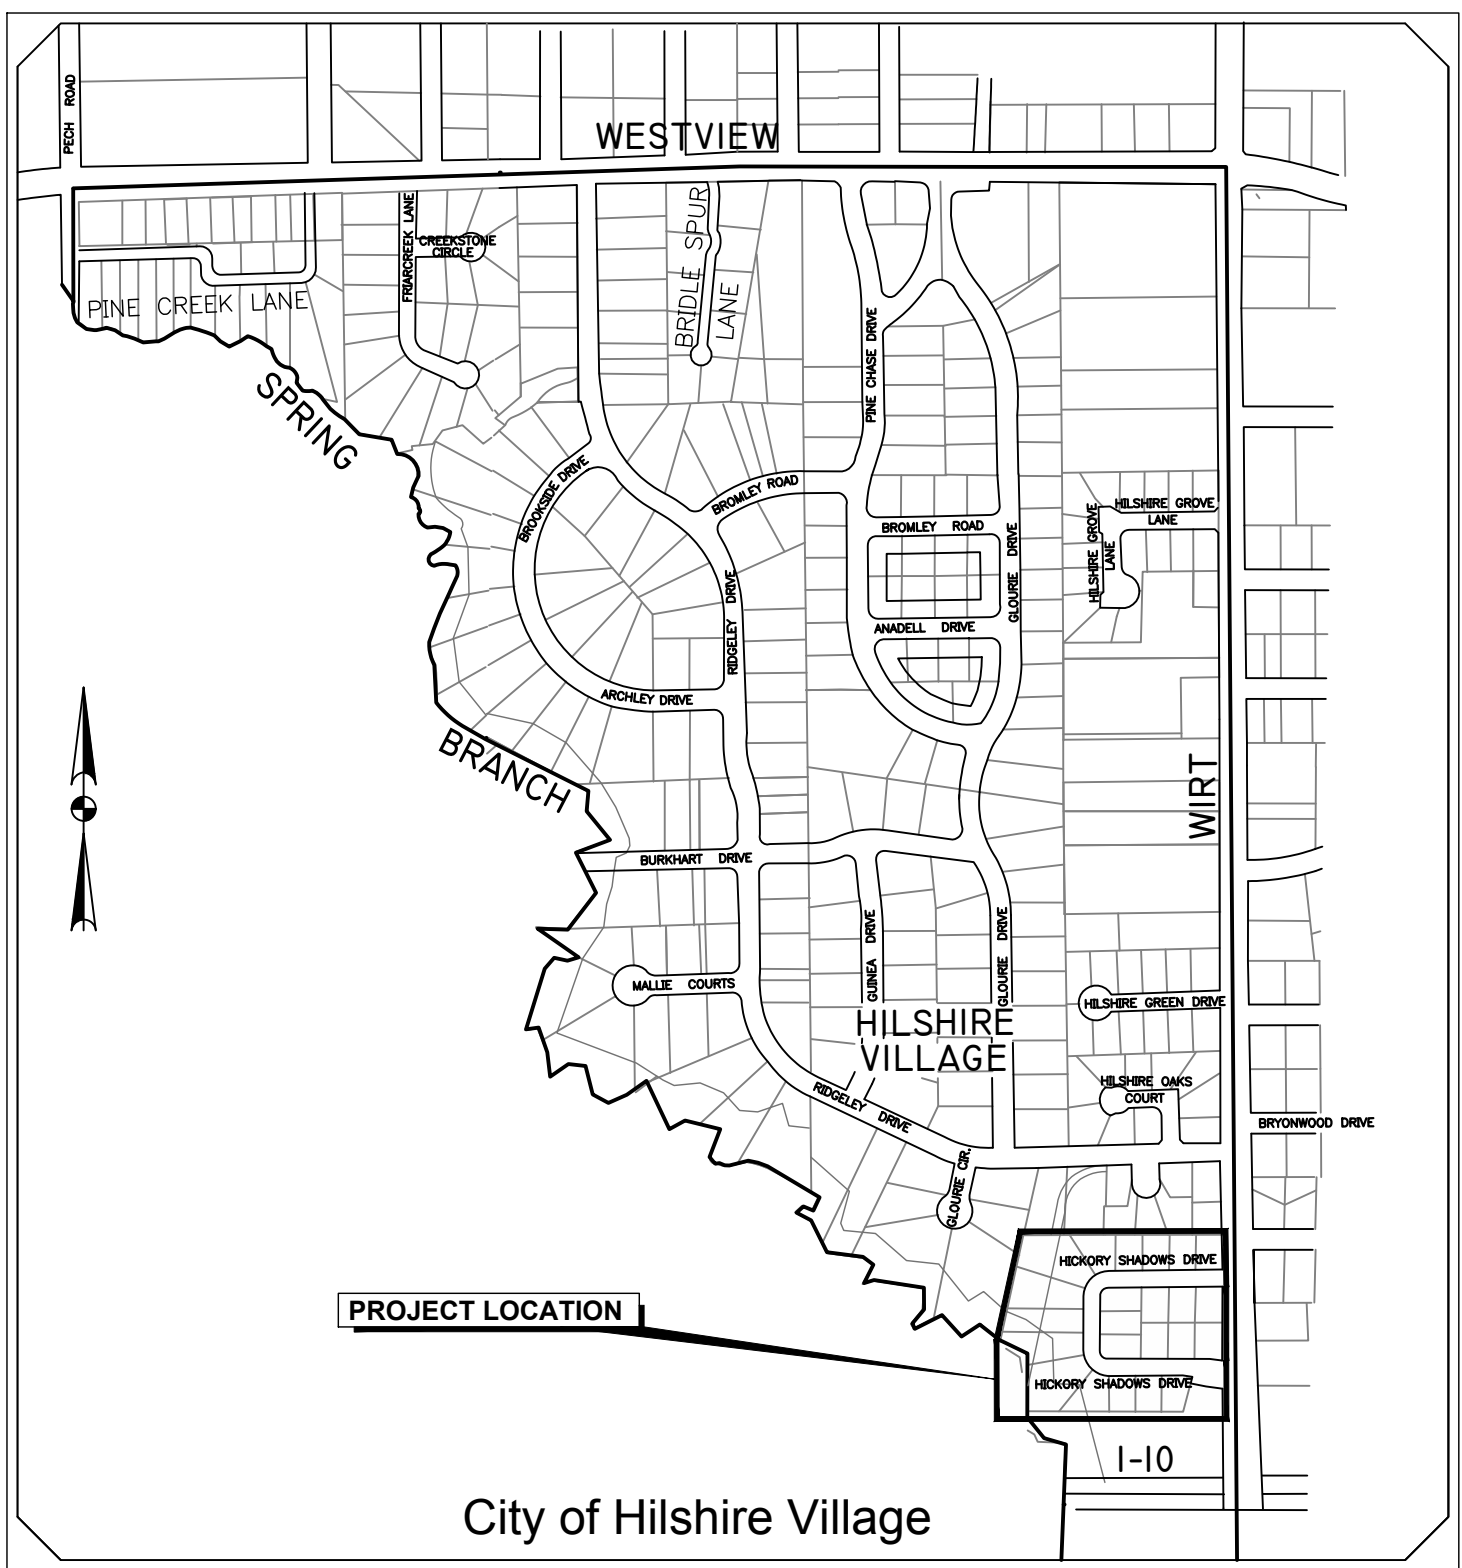 PECH ROAD
WESTVIEW
FRIARCREEK LANE
CREEKSTONE
CIRCLE
BRIDLE SPUR
LANE
PINE CREEK LANE
PINE CHASE DRIVE
SPRING
BROOKSIDE DRIVE
BROMLEY ROAD
BROMLEY ROAD
GLOURIE DRIVE
HILSHIRE GROVE
LANE
HILSHIRE GROVE
LANE
RIDGELEY DRIVE
ANADELL DRIVE
ARCHLEY DRIVE
BRANCH
WIRT
BURKHART DRIVE
GUINEA DRIVE
GLOURIE DRIVE
MALLIE COURTS
HILSHIRE GREEN DRIVE
HILSHIRE
VILLAGE
HILSHIRE OAKS
COURT
RIDGELEY DRIVE
BRYONWOOD DRIVE
GLOURIE CIR.
HICKORY SHADOWS DRIVE
PROJECT LOCATION
HICKORY SHADOWS DRIVE
I-10
City of Hilshire Village